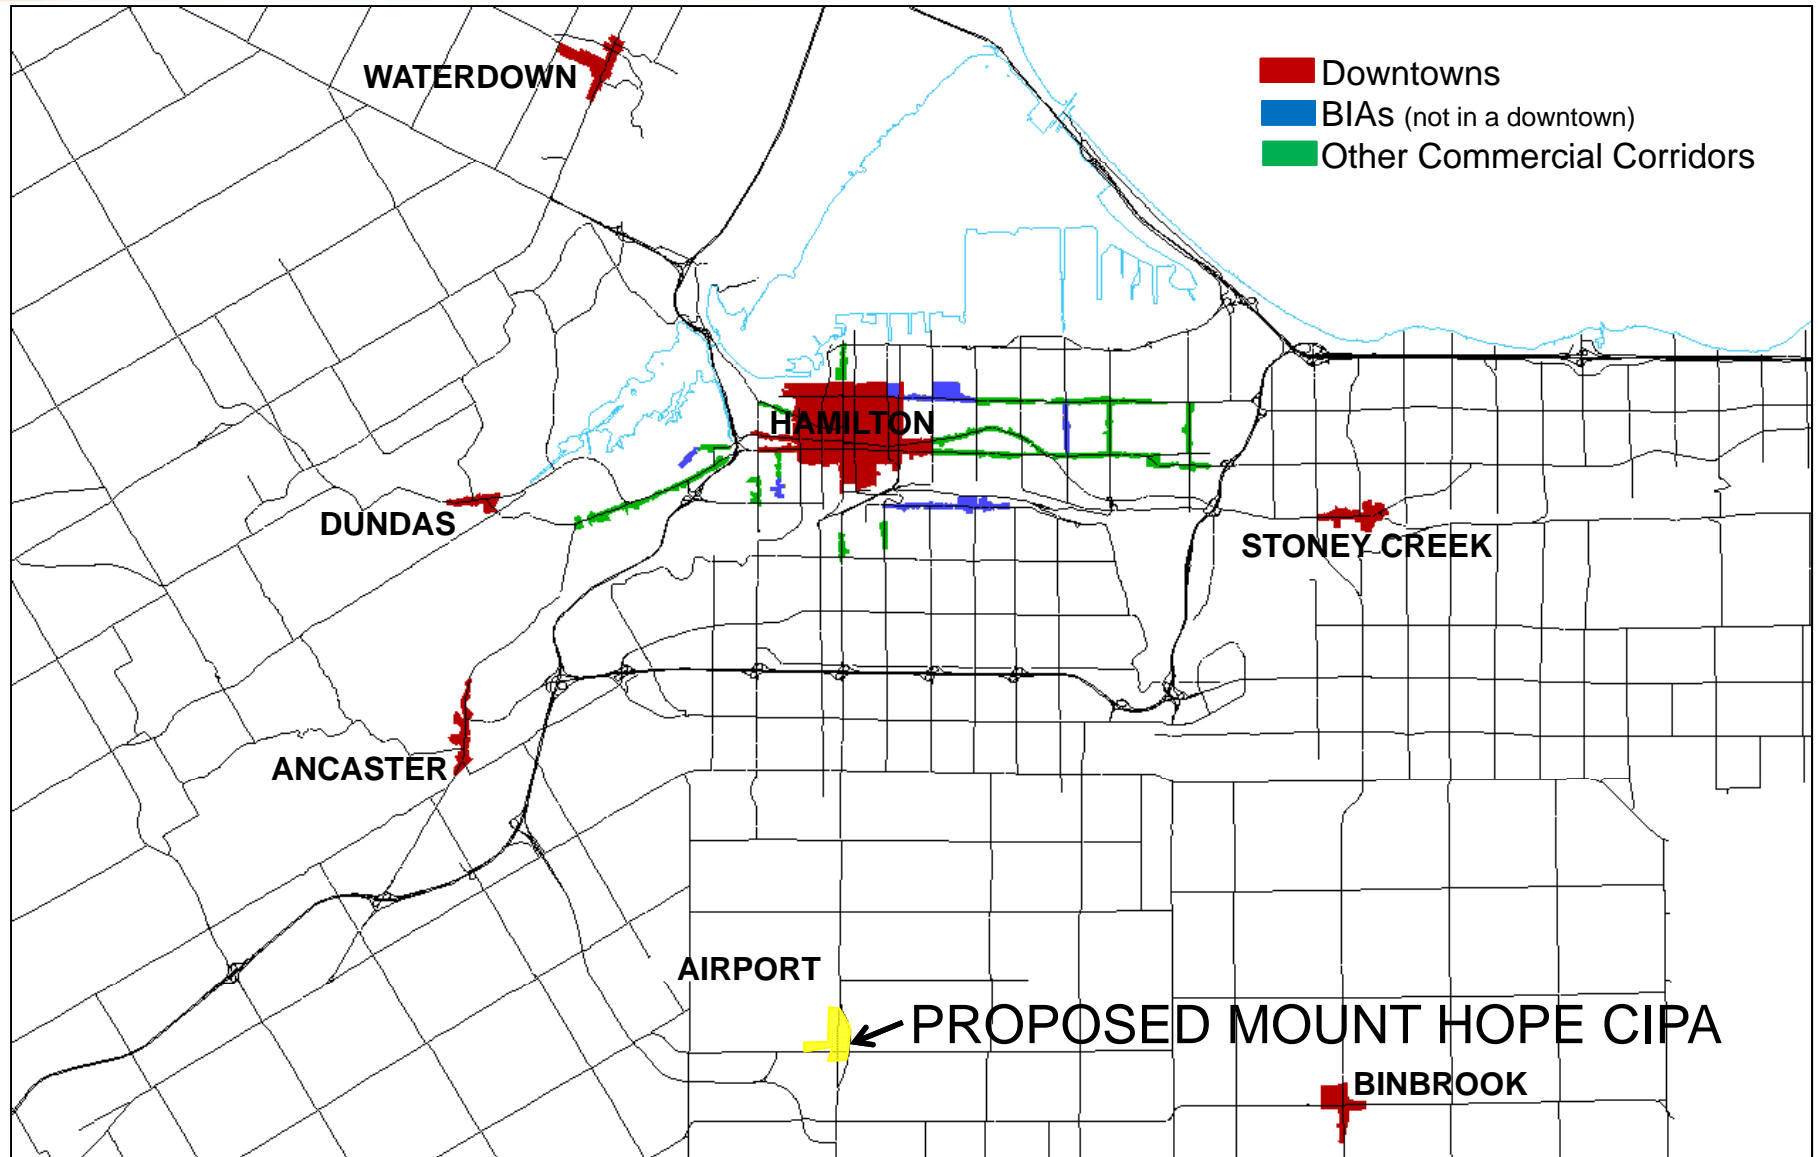 WATERDOWN
Downtowns
BIAs (not in a downtown)
Other Commercial Corridors
HAMILTON
DUNDAS
STONEY CREEK
ANCASTER
AIRPORT
PROPOSED MOUNT HOPE CIPA
BINBROOK